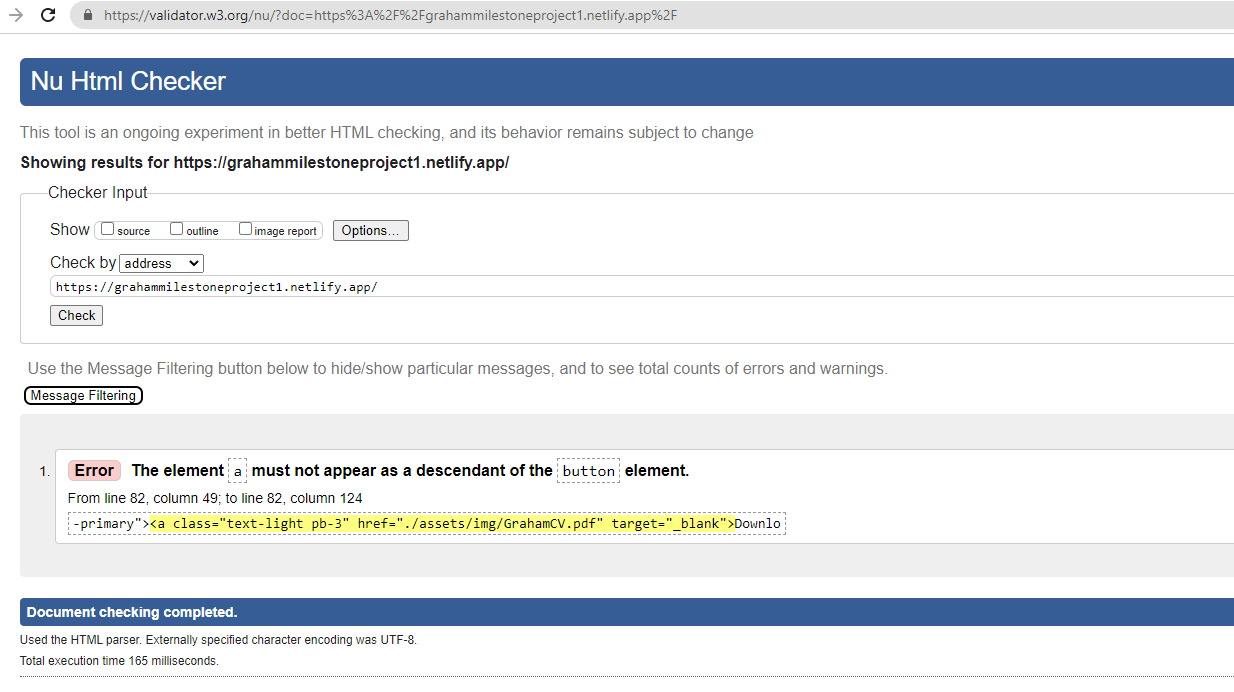 https://validator.w3.org/nu/?doc=https%3A%2F%2Fgrahammilestoneproject1.netlify.app%2F
Nu Html Checker
This tool is an ongoing experiment in better HTML checking, and its behavior remains subject to change
Showing results for https://grahammilestoneproject1.netlify.app/
Checker Input
Show source outline image report Options...
Check by address
https://grahammilestoneproject1.netlify.app/
Check
Use the Message Filtering button below to hide/show particular messages, and to see total counts of errors and warnings.
Message Filtering
1. Error The element a must not appear as a descendant of the button element.
From line 82, column 49; to line 82, column 124
-primary"><a class="text-light pb-3" href="./assets/img/GrahamCV.pdf" target="_blank">Downlo
Document checking completed.
Used the HTML parser. Externally specified character encoding was UTF-8.
Total execution time 165 milliseconds.